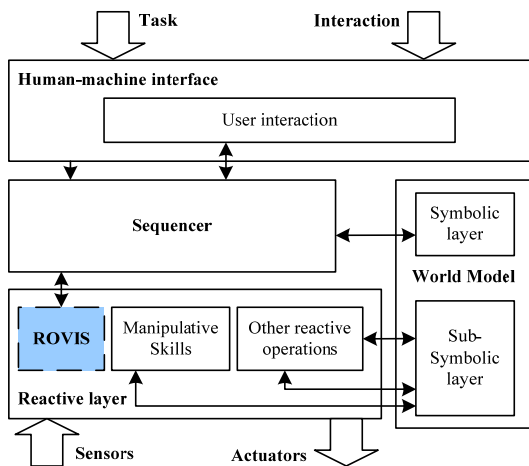 Task
Interaction
Human-machine interface
User interaction
Sequencer
Symbolic
layer
World Model
ROVIS
Manipulative
Skills
Other reactive
operations
Sub-
Symbolic
layer
Reactive layer
Sensors
Actuators